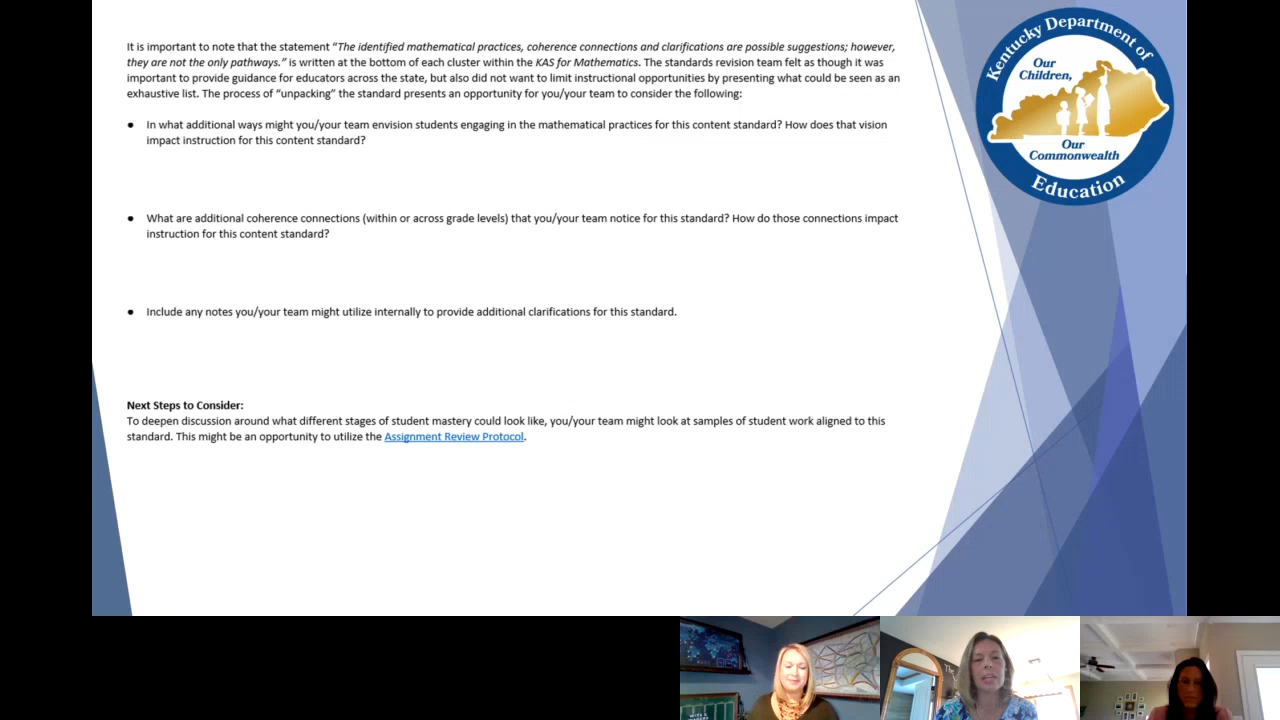 It is important to note that the statement “The identified mathematical practices, coherence connections and clarifications are possible suggestions; however,
they are not the only pathways.” is written at the bottom of each cluster within the KAS for Mathematics. The standards revision team felt as though it was
important to provide guidance for educators across the state, but also did not want to limit instructional opportunities by presenting what could be seen as an
exhaustive list. The process of “unpacking” the standard presents an opportunity for you/your team to consider the following:
● In what additional ways might you/your team envision students engaging in the mathematical practices for this content standard? How does that vision
impact instruction for this content standard?
● What are additional coherence connections (within or across grade levels) that you/your team notice for this standard? How do those connections impact
instruction for this content standard?
● Include any notes you/your team might utilize internally to provide additional clarifications for this standard.
Next Steps to Consider:
To deepen discussion around what different stages of student mastery could look like, you/your team might look at samples of student work aligned to this
standard. This might be an opportunity to utilize the Assignment Review Protocol.
Kentucky Department of
Our
Children,
Our
Commonwealth
Education